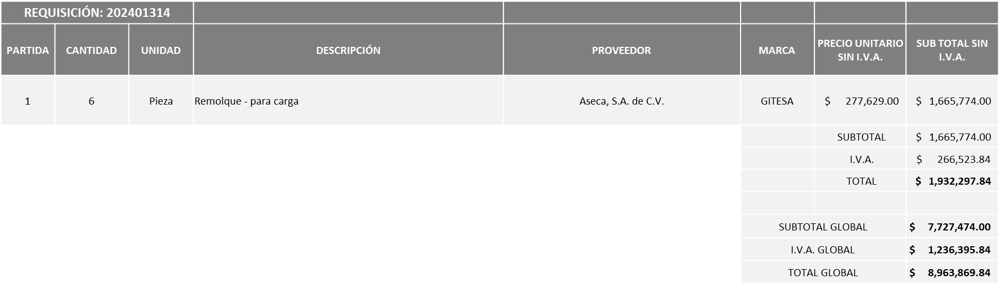 REQUISICIÓN: 202401314
PARTIDA CANTIDAD UNIDAD DESCRIPCIÓN PROVEEDOR MARCA PRECIO UNITARIO SIN I.V.A. SUB TOTAL SIN I.V.A.
1 6 Pieza Remolque - para carga Aseca, S.A. de C.V. GITESA $ 277,629.00 $ 1,665,774.00
SUBTOTAL $ 1,665,774.00
I.V.A. $ 266,523.84
TOTAL $ 1,932,297.84
SUBTOTAL GLOBAL $ 7,727,474.00
I.V.A. GLOBAL $ 1,236,395.84
TOTAL GLOBAL $ 8,963,869.84